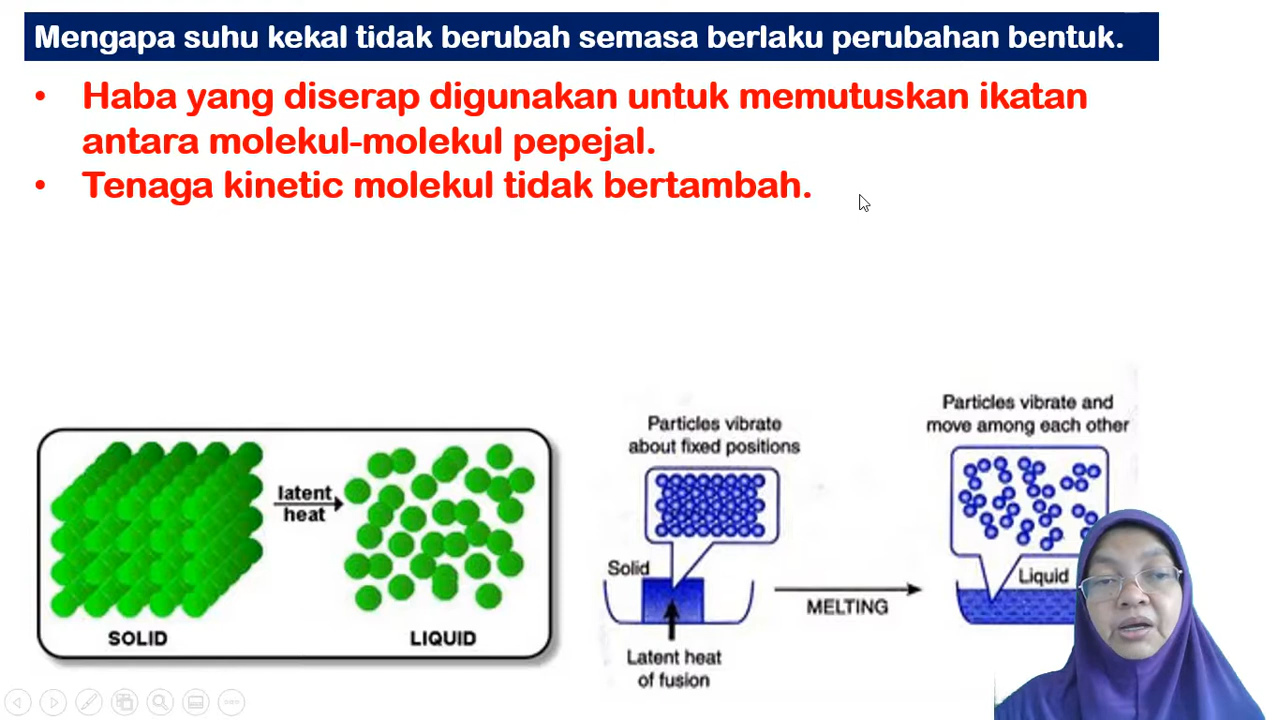 Mengapa suhu kekal tidak berubah semasa berlaku perubahan bentuk.
• Haba yang diserap digunakan untuk memutuskan ikatan
antara molekul-molekul pepejal.
• Tenaga kinetic molekul tidak bertambah.
latent
heat
SOLID
LIQUID
Particles vibrate
about fixed positions
Solid
Latent heat
of fusion
MELTING
Particles vibrate and
move among each other
Liquid